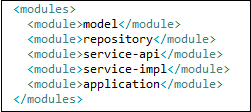 <modules>
<module>model</module>
<module>repository</module>
<module>service-api</module>
<module>service-impl</module>
<module>application</module>
</modules>